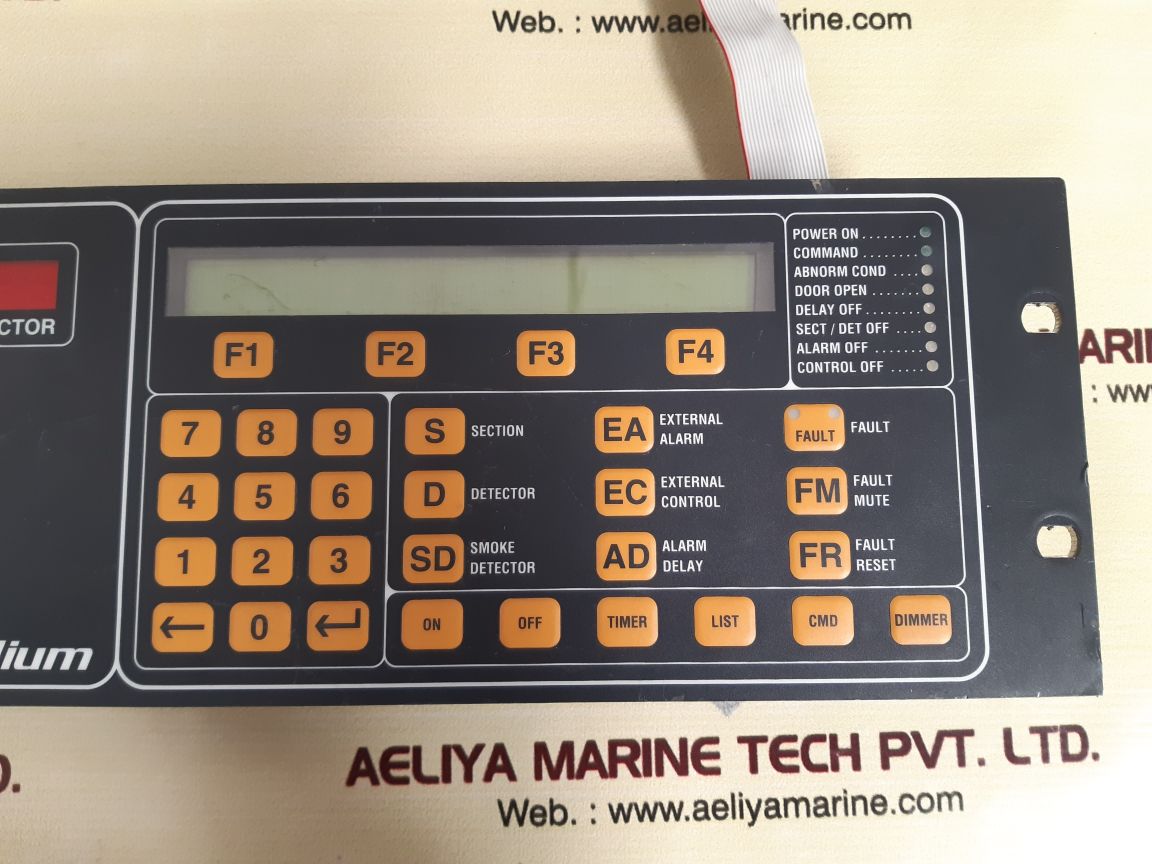 Web. : www.aeliyamarine.com
POWER ON ........
COMMAND ........
ABNORM COND ....
DOOR OPEN .......
DELAY OFF ........
SECT / DET OFF ....
ALARM OFF .......
CONTROL OFF .....
CTOR
F1 F2 F3 F4
7 8 9
4 5 6
1 2 3
← 0 ↵
S SECTION
D DETECTOR
SD SMOKE
DETECTOR
EA EXTERNAL
ALARM
EC EXTERNAL
CONTROL
AD ALARM
DELAY
FAULT FAULT
FM FAULT
MUTE
FR FAULT
RESET
ON OFF TIMER LIST CMD DIMMER
lium
ARIN
: www
D.
AELIYA MARINE TECH PVT. LTD.
Web. : www.aeliyamarine.com